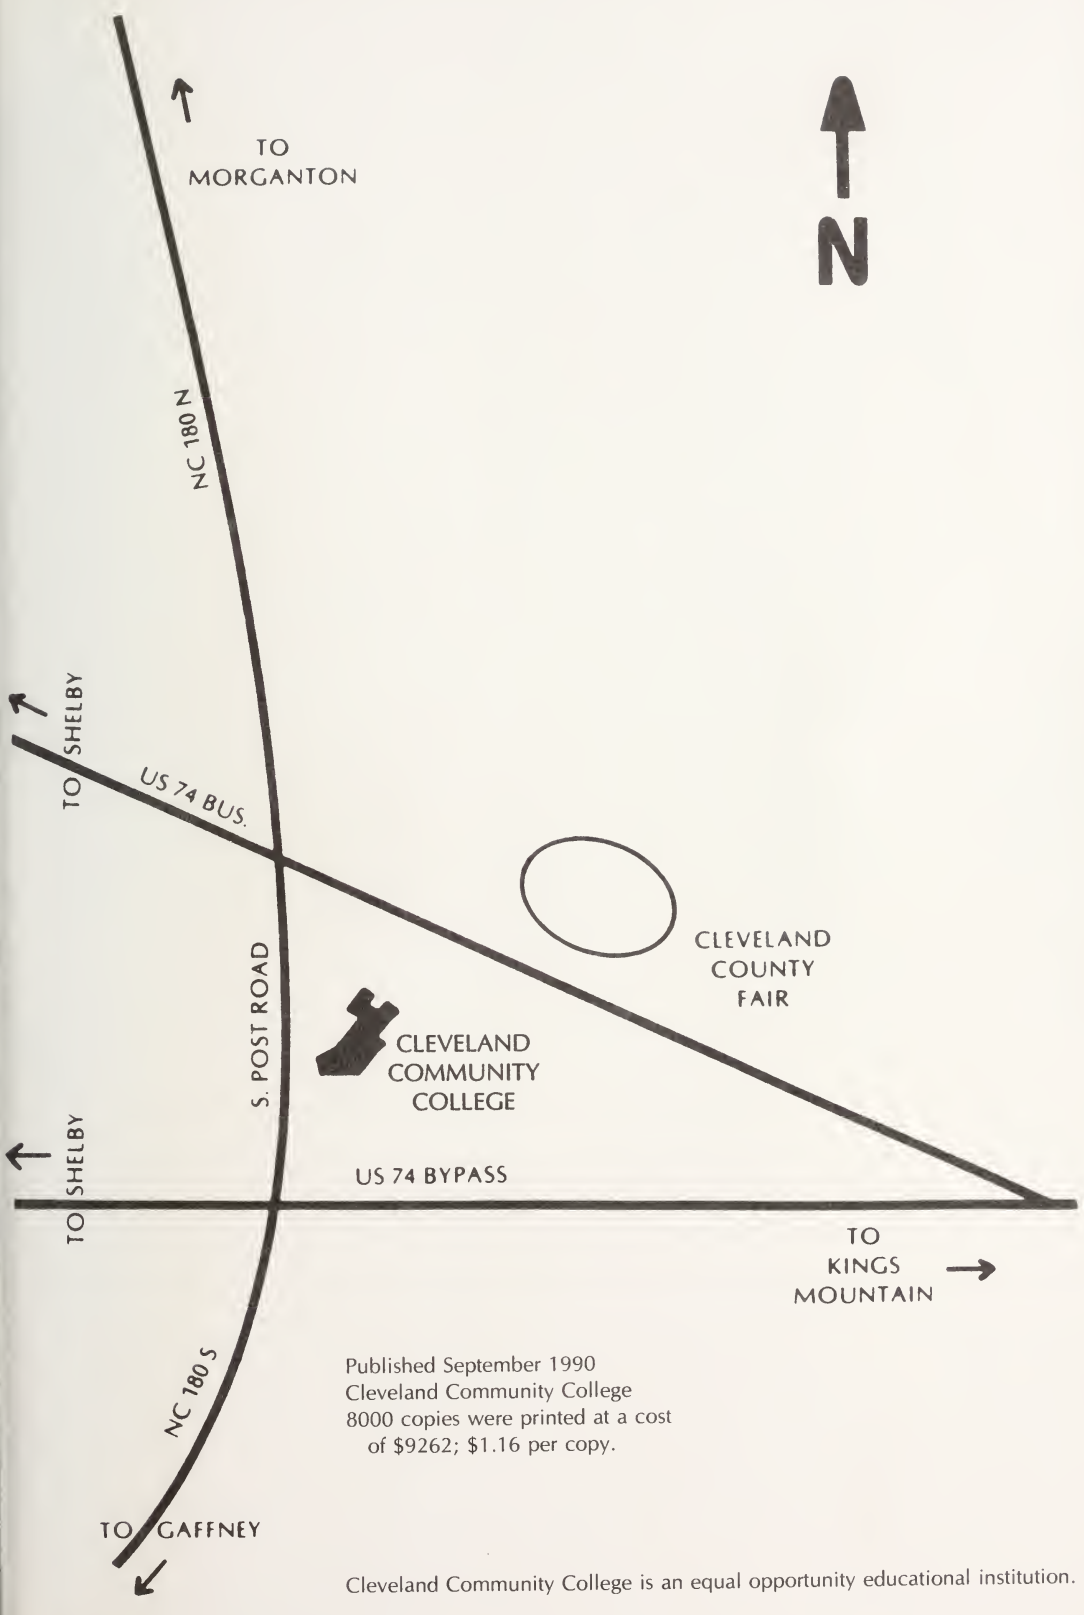 TO
MORGANTON
N
NC 180 N
TO SHELBY
US 74 BUS.
CLEVELAND
COUNTY
FAIR
S. POST ROAD
CLEVELAND
COMMUNITY
COLLEGE
TO SHELBY
US 74 BYPASS
TO
KINGS
MOUNTAIN
NC 180 S
Published September 1990
Cleveland Community College
8000 copies were printed at a cost
of $9262; $1.16 per copy.
TO GAFFNEY
Cleveland Community College is an equal opportunity educational institution.